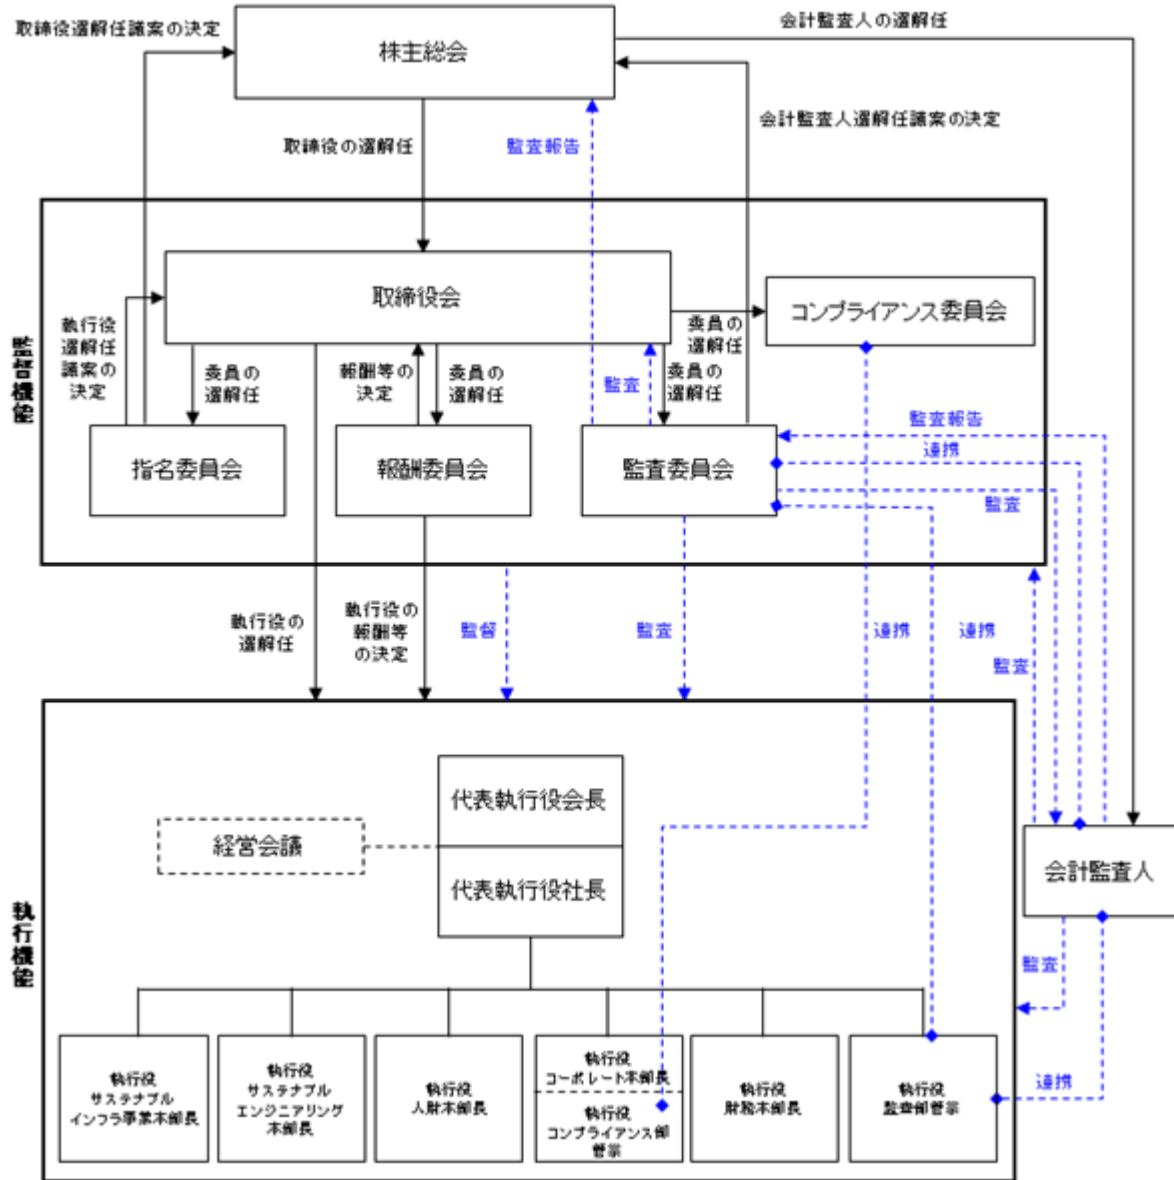 取締役選解任議案の決定
会計監査人の選解任
株主総会
会計監査人選解任議案の決定
取締役の選解任
監査報告
監督機能
取締役会
コンプライアンス委員会
執行役
選解任
議案の
決定
委員の
選解任
報酬等の
決定
委員の
選解任
監査
委員の
選解任
委員の
選解任
指名委員会
報酬委員会
監査委員会
監査報告
連携
監査
執行役の
選解任
執行役の
報酬等
の決定
監督
監査
連携
連携
監査
執行機能
代表執行役会長
経営会議
代表執行役社長
会計監査人
監査
連携
執行役
サステナブル
インフラ事業本部長
執行役
サステナブル
エンジニアリング
本部長
執行役
人財本部長
執行役
コーポレート本部長
執行役
コンプライアンス部
管掌
執行役
財務本部長
執行役
監査部管掌